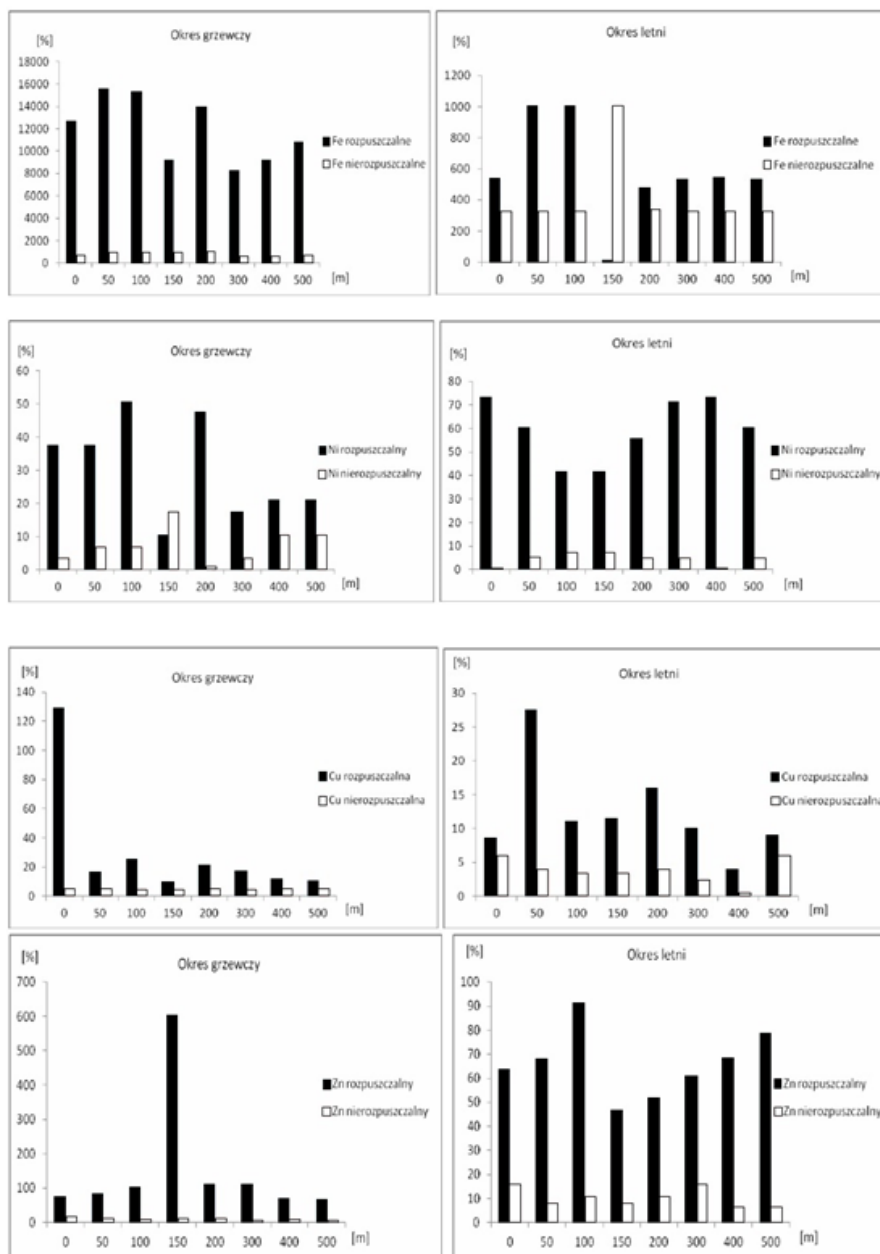 Okres grzewczy
[%]
18000
16000
14000
12000
10000
8000
6000
4000
2000
0
0 50 100 150 200 300 400 500 [m]
Fe rozpuszczalne
Fe nierozpuszczalne
Okres letni
[%]
1200
1000
800
600
400
200
0
0 50 100 150 200 300 400 500
[m]
Fe rozpuszczalne
Fe nierozpuszczalne
Okres grzewczy
[%]
60
50
40
30
20
10
0
0 50 100 150 200 300 400 500 [m]
Ni rozpuszczalny
Ni nierozpuszczalny
Okres letni
[%]
80
70
60
50
40
30
20
10
0
0 50 100 150 200 300 400 500 [m]
Ni rozpuszczalny
Ni nierozpuszczalny
Okres grzewczy
[%]
140
120
100
80
60
40
20
0
0 50 100 150 200 300 400 500 [m]
Cu rozpuszczalna
Cu nierozpuszczalna
Okres letni
[%]
30
25
20
15
10
5
0
0 50 100 150 200 300 400 500 [m]
Cu rozpuszczalna
Cu nierozpuszczalna
Okres grzewczy
[%]
700
600
500
400
300
200
100
0
0 50 100 150 200 300 400 500 [m]
Zn rozpuszczalny
Zn nierozpuszczalny
Okres letni
[%]
100
90
80
70
60
50
40
30
20
10
0
0 50 100 150 200 300 400 500 [m]
Zn rozpuszczalny
Zn nierozpuszczalny